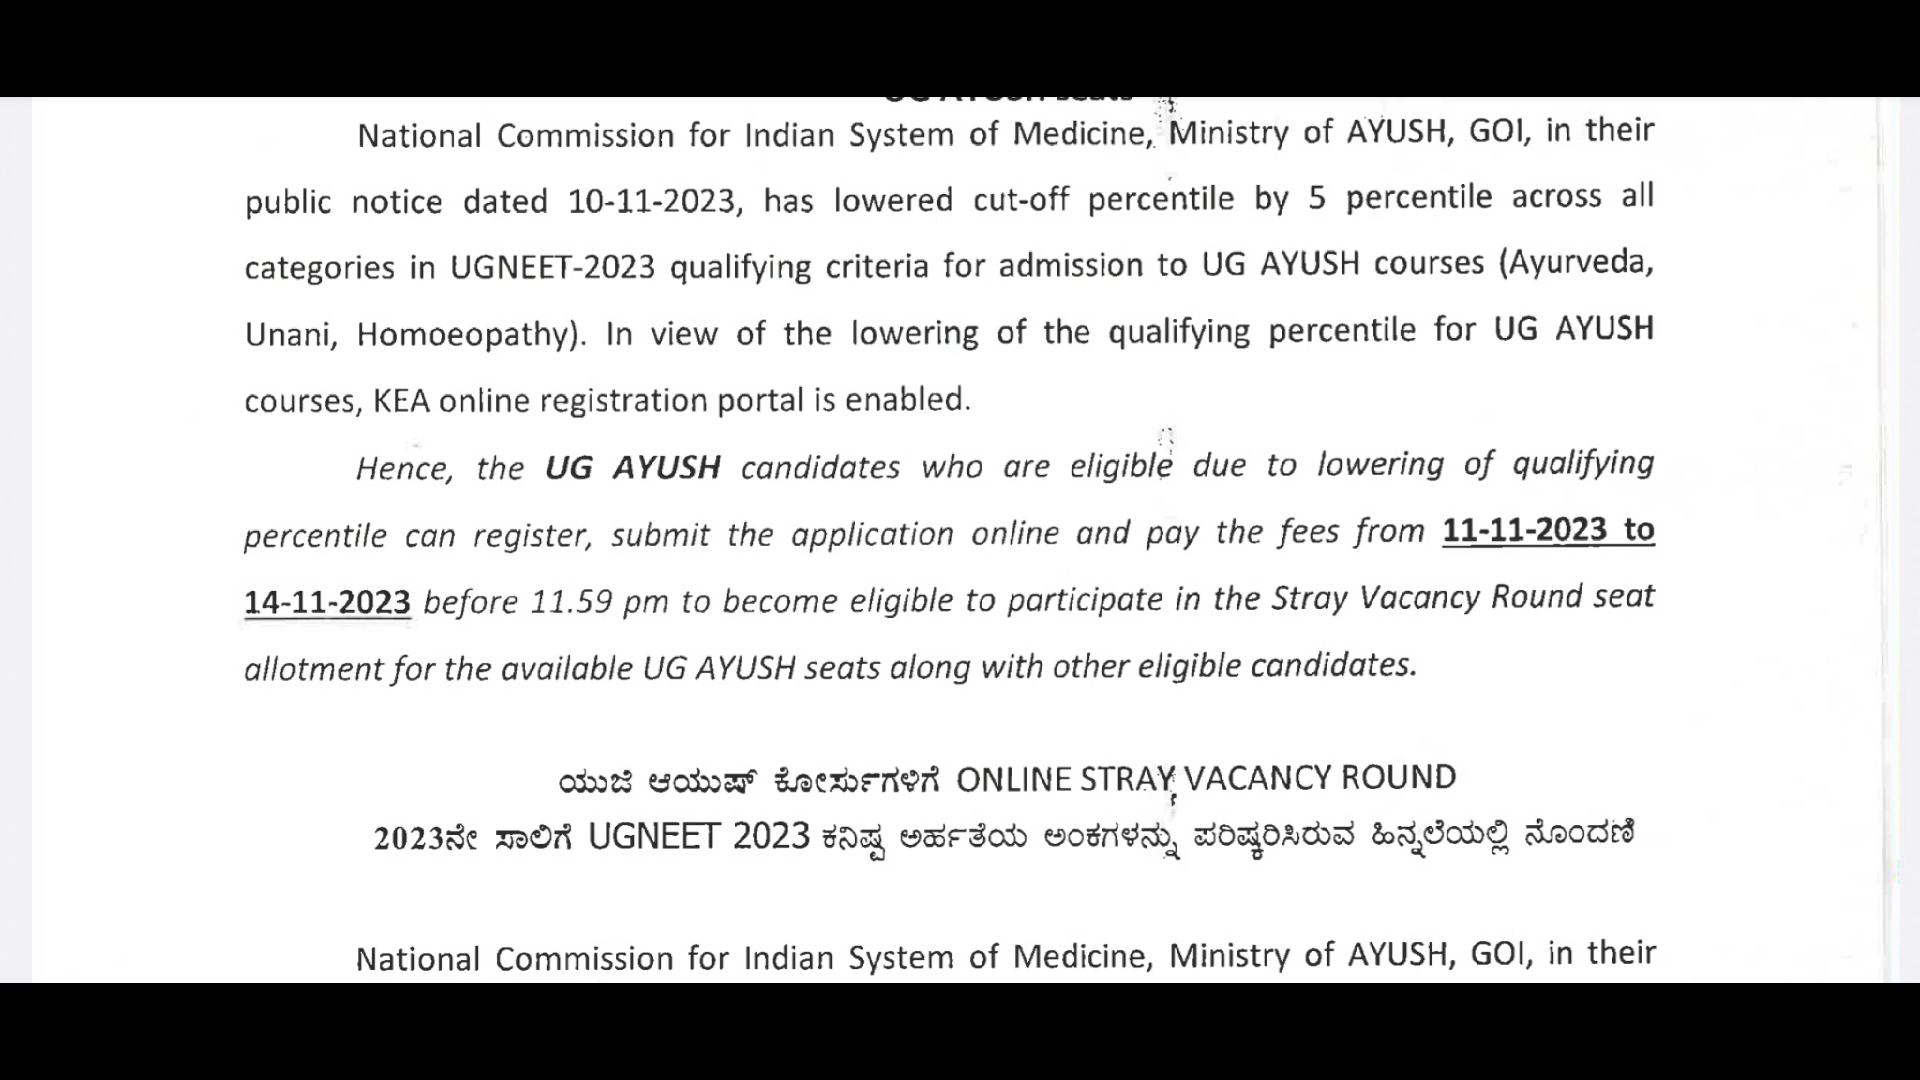 UG AYUSH seats
National Commission for Indian System of Medicine, Ministry of AYUSH, GOI, in their
public notice dated 10-11-2023, has lowered cut-off percentile by 5 percentile across all
categories in UGNEET-2023 qualifying criteria for admission to UG AYUSH courses (Ayurveda,
Unani, Homoeopathy). In view of the lowering of the qualifying percentile for UG AYUSH
courses, KEA online registration portal is enabled.
Hence, the UG AYUSH candidates who are eligible due to lowering of qualifying
percentile can register, submit the application online and pay the fees from 11-11-2023 to
14-11-2023 before 11.59 pm to become eligible to participate in the Stray Vacancy Round seat
allotment for the available UG AYUSH seats along with other eligible candidates.
ಯುಜಿ ಆಯುಷ್ ಕೋರ್ಸುಗಳಿಗೆ ONLINE STRAY VACANCY ROUND
2023ನೇ ಸಾಲಿಗೆ UGNEET 2023 ಕನಿಷ್ಟ ಅರ್ಹತೆಯ ಅಂಕಗಳನ್ನು ಪರಿಷ್ಕರಿಸಿರುವ ಹಿನ್ನಲೆಯಲ್ಲಿ ನೊಂದಣಿ
National Commission for Indian System of Medicine, Ministry of AYUSH, GOI, in their